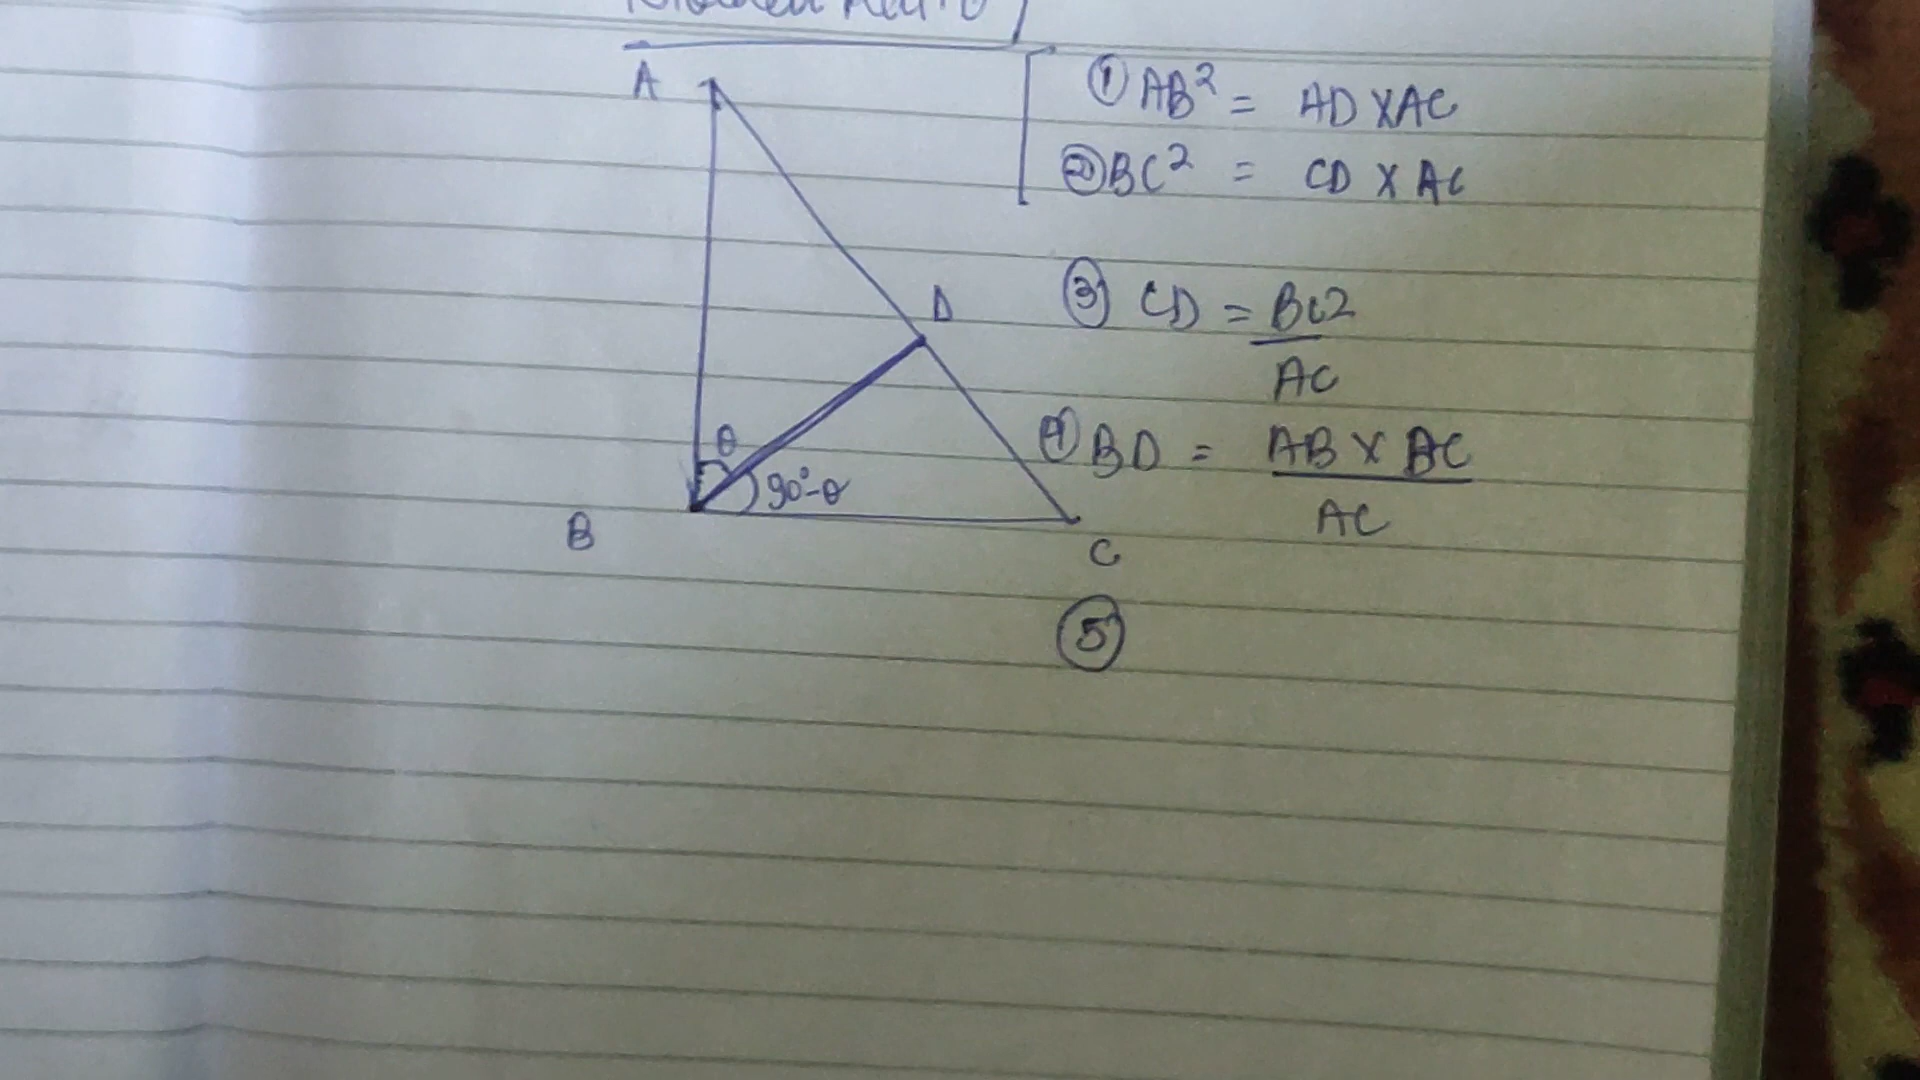 A
① AB² = AD X AC
② BC² = CD X AC
D
③ CD = BC2
AC
④ BD = AB X BC
AC
θ
90°-θ
B
C
⑤